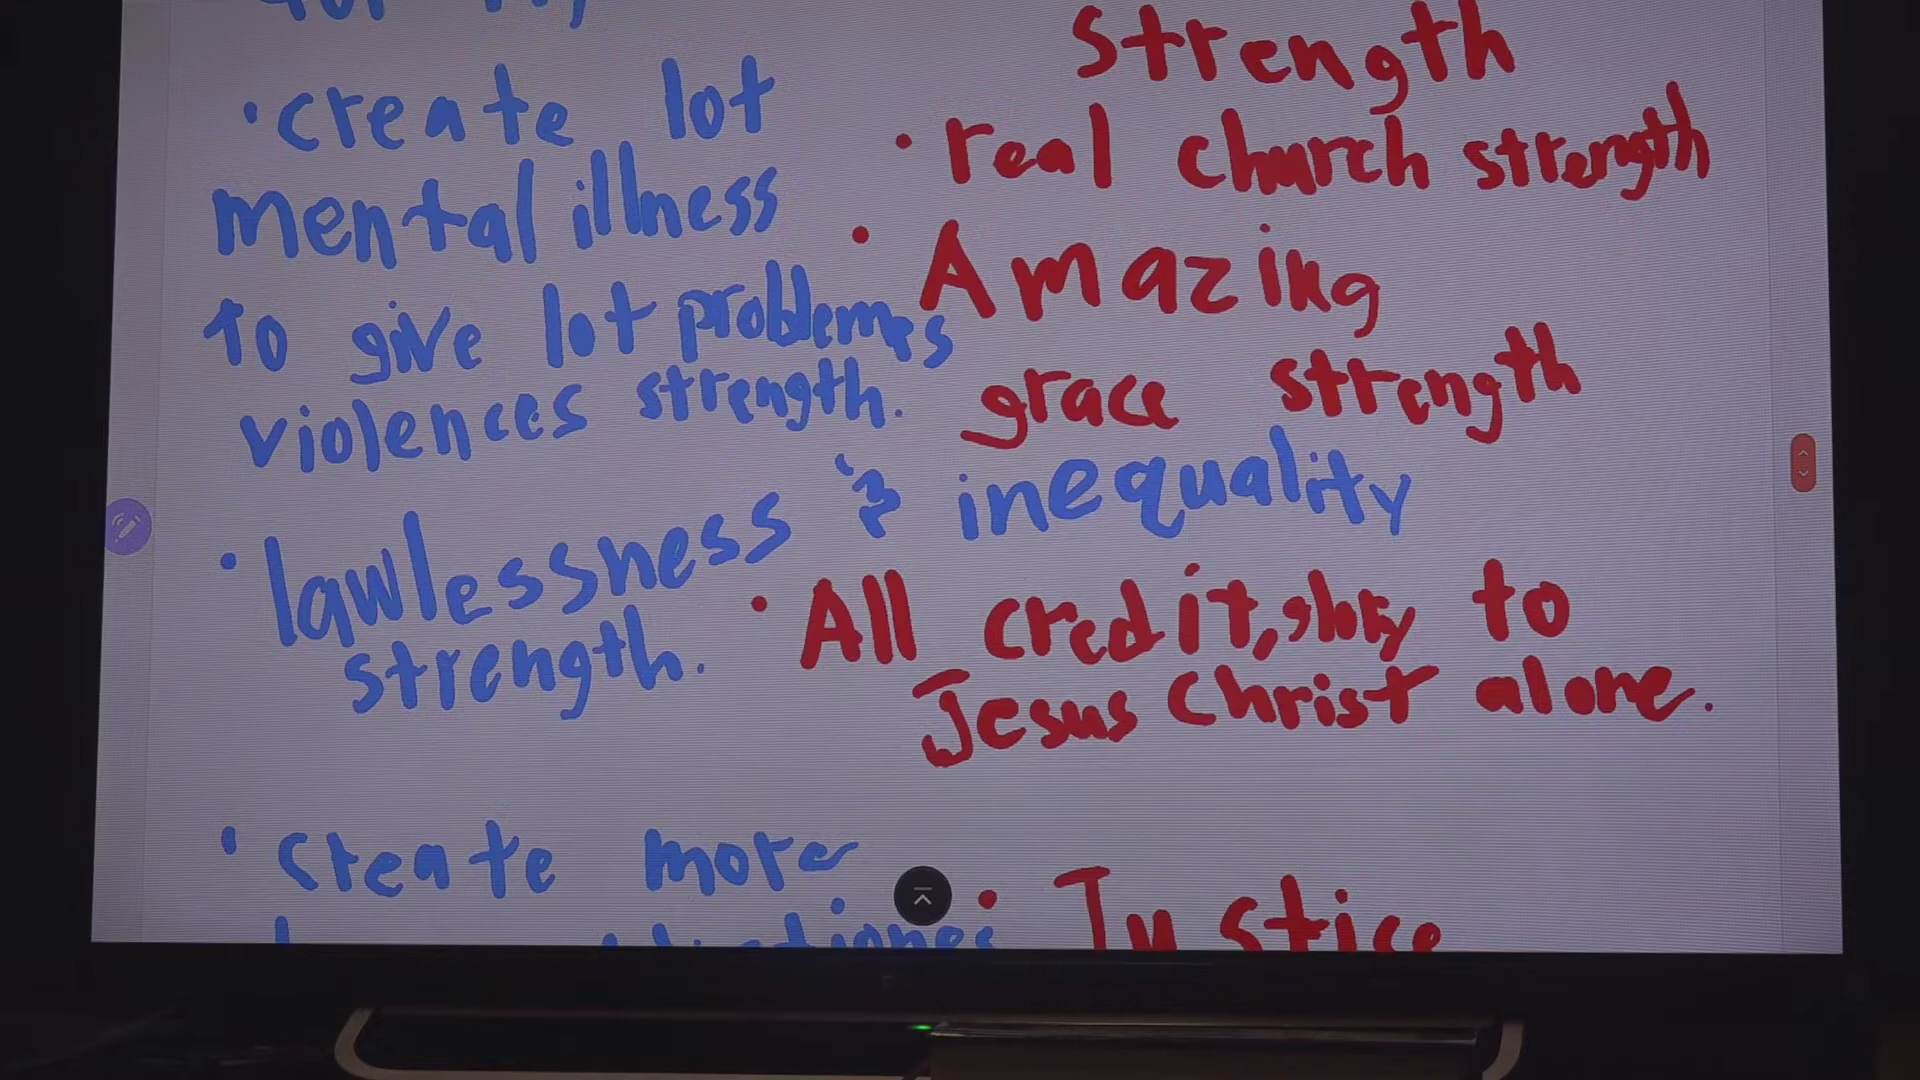 Strength
• create lot
mental illness
to give lot problemes
violences strength.
• real church strength
• Amazing
grace strength
• lawlessness & inequality
strength.
• All credit, glory to
Jesus Christ alone.
• create more
• Justice